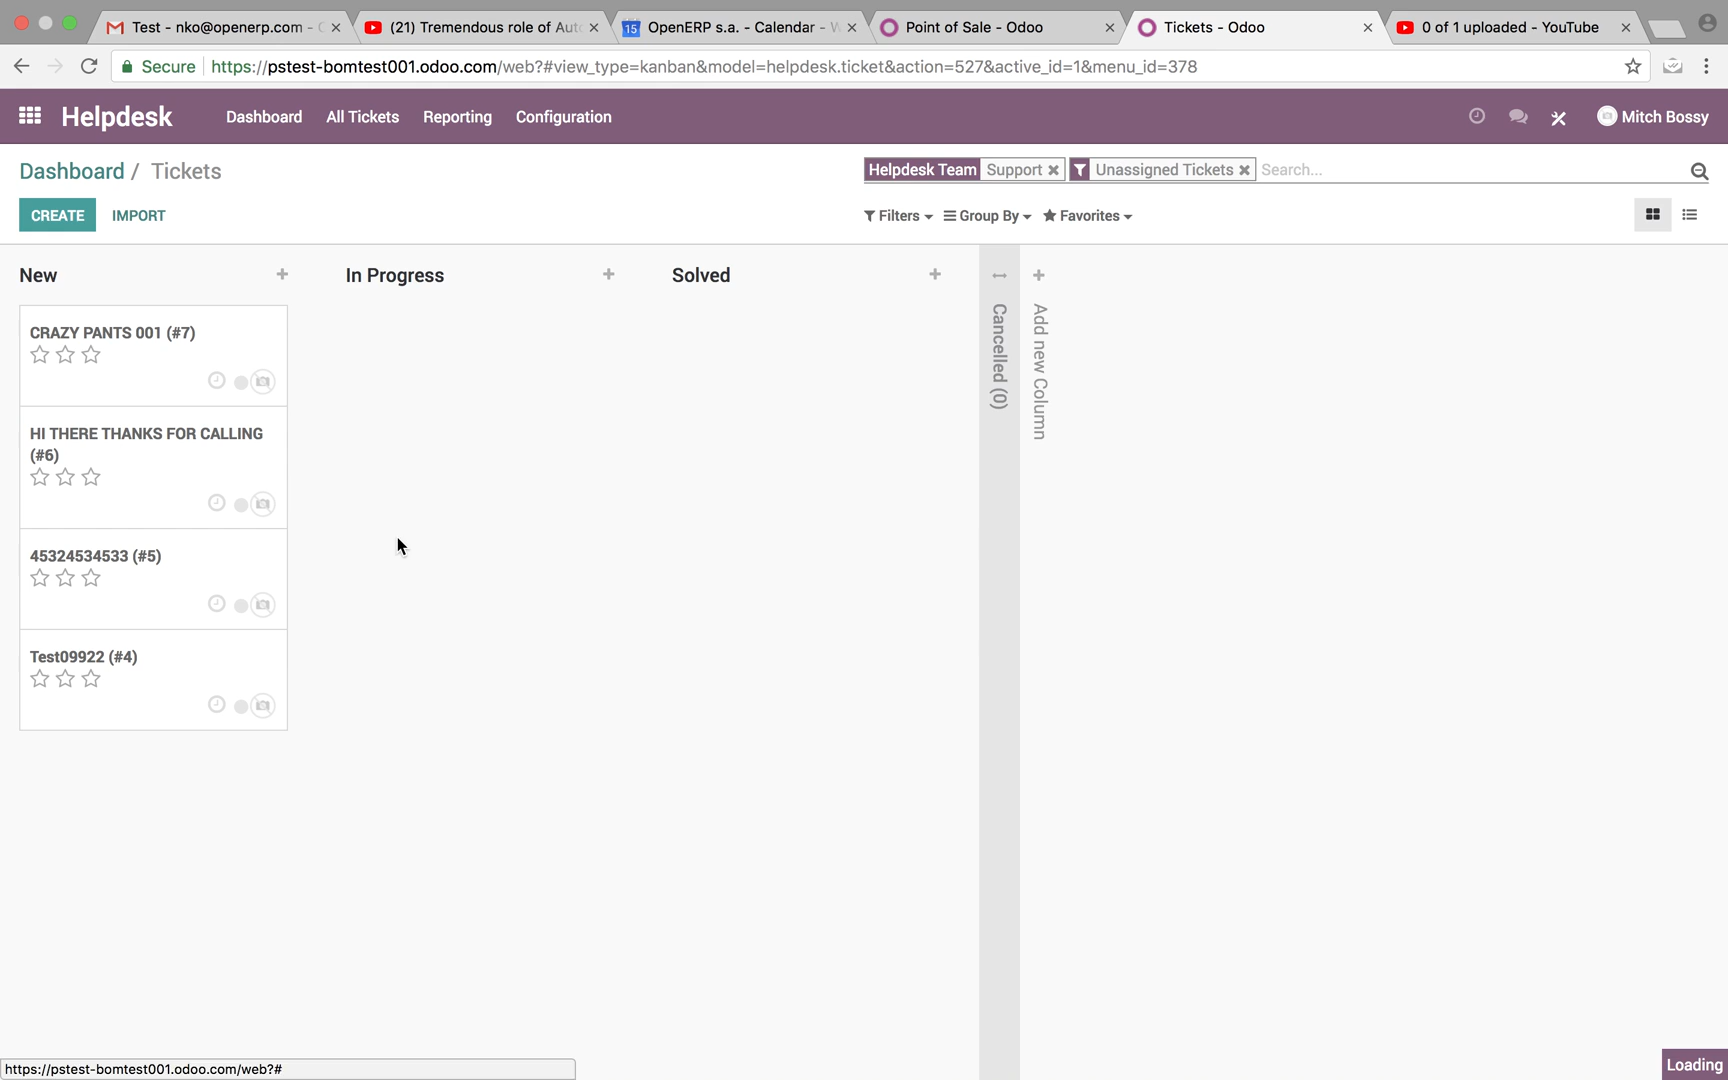 Test - nko@openerp.com -
(21) Tremendous role of Aut
OpenERP s.a. - Calendar -
Point of Sale - Odoo
Tickets - Odoo
0 of 1 uploaded - YouTube
Secure
https://pstest-bomtest001.odoo.com/web?#view_type=kanban&model=helpdesk.ticket&action=527&active_id=1&menu_id=378
Helpdesk
Dashboard
All Tickets
Reporting
Configuration
Mitch Bossy
Dashboard / Tickets
Helpdesk Team Support
Unassigned Tickets
Search...
CREATE
IMPORT
Filters
Group By
Favorites
New
In Progress
Solved
Cancelled (0)
Add new Column
CRAZY PANTS 001 (#7)
HI THERE THANKS FOR CALLING
(#6)
45324534533 (#5)
Test09922 (#4)
https://pstest-bomtest001.odoo.com/web?#
Loading